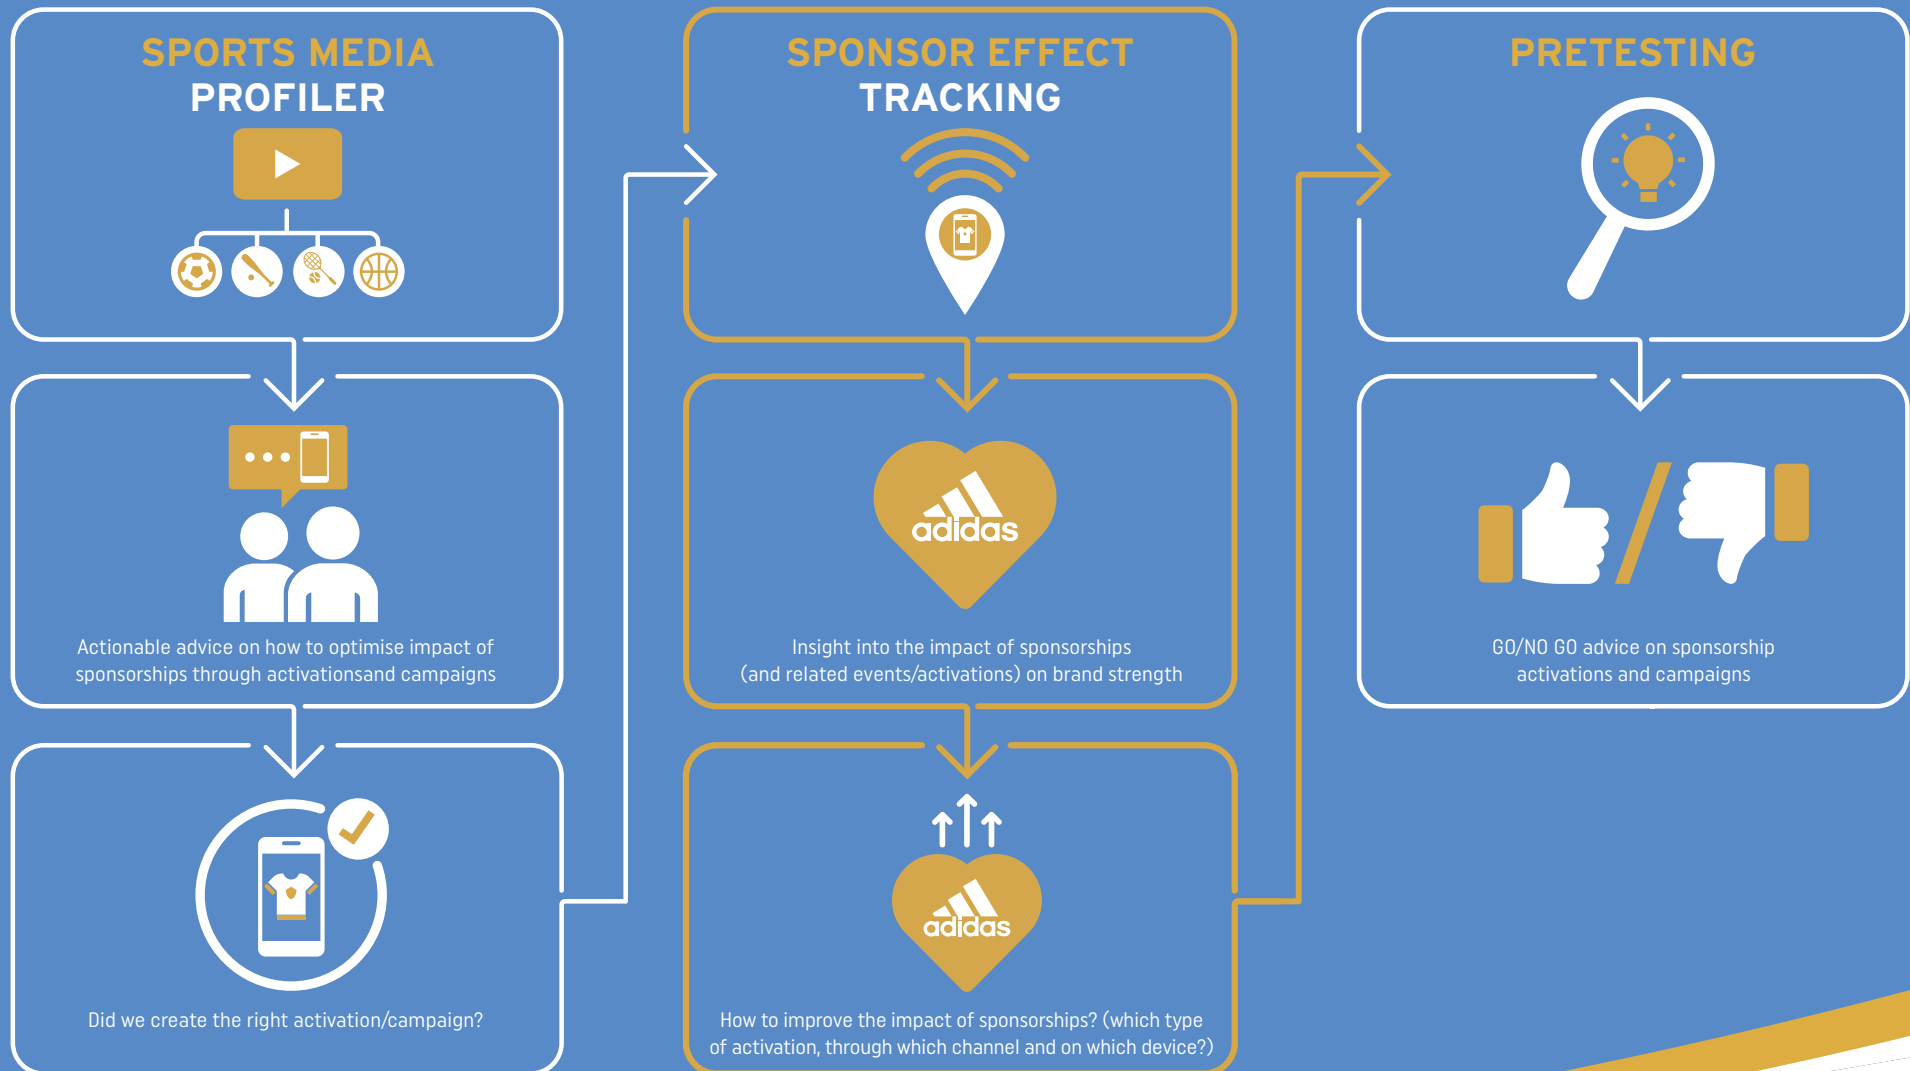 SPORTS MEDIA
PROFILER
Actionable advice on how to optimise impact of
sponsorships through activationsand campaigns
Did we create the right activation/campaign?
SPONSOR EFFECT
TRACKING
adidas
Insight into the impact of sponsorships
(and related events/activations) on brand strength
adidas
How to improve the impact of sponsorships? (which type
of activation, through which channel and on which device?)
PRETESTING
GO/NO GO advice on sponsorship
activations and campaigns